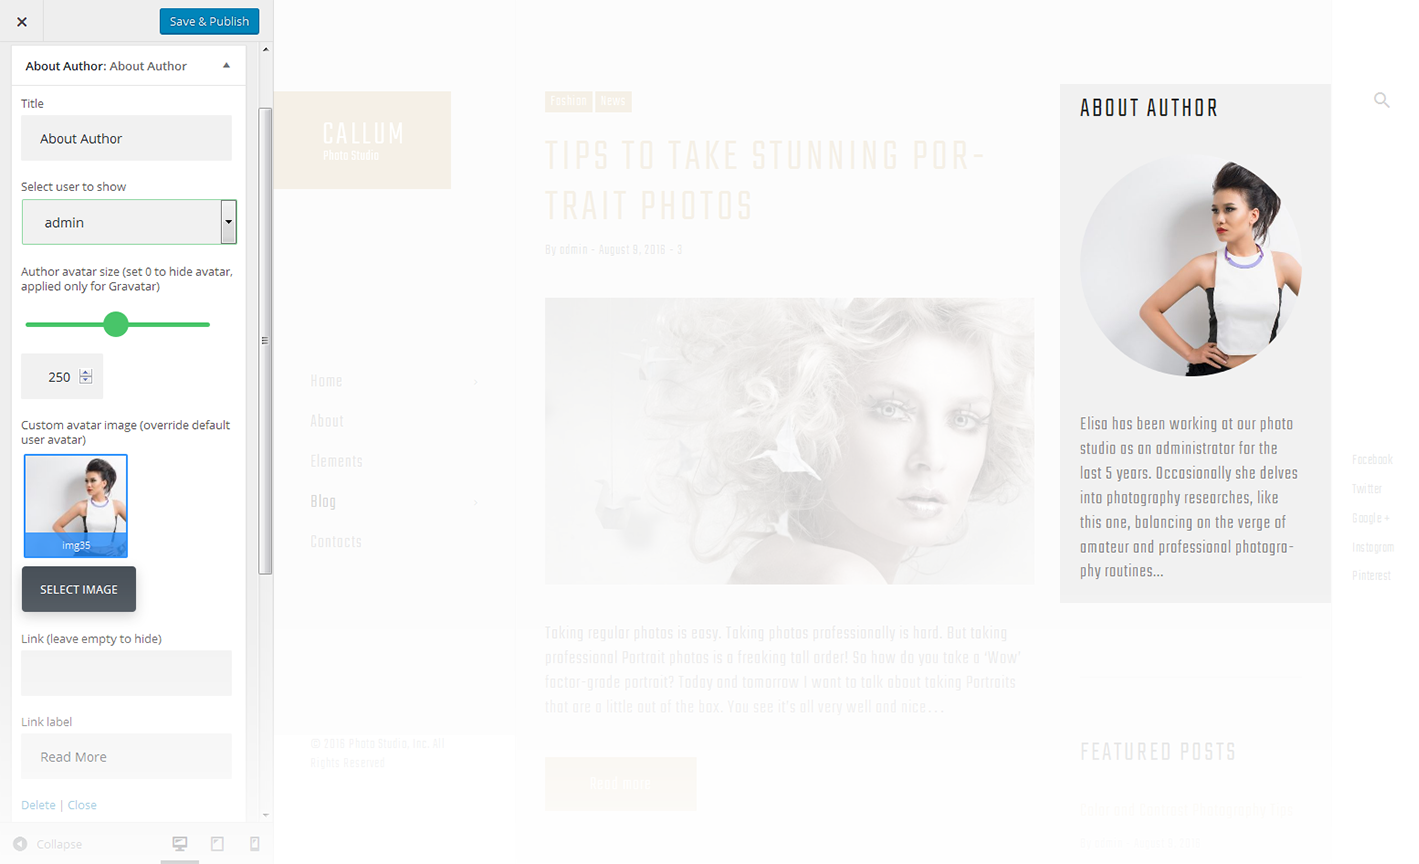 Save & Publish
About Author: About Author
Title
About Author
Select user to show
admin
Author avatar size (set 0 to hide avatar,
applied only for Gravatar)
250
Custom avatar image (override default
user avatar)
img35
SELECT IMAGE
Link (leave empty to hide)
Link label
Read More
Delete | Close
Collapse
CALLUM
Photo Studio
Home
About
Elements
Blog
Contacts
© 2016 Photo Studio, Inc. All
Rights Reserved
Fashion News
TIPS TO TAKE STUNNING POR-
TRAIT PHOTOS
By admin - August 9, 2016 - 3
Taking regular photos is easy. Taking photos professionally is hard. But taking
professional Portrait photos is a freaking tall order! So how do you take a ‘Wow’
factor-grade portrait? Today and tomorrow I want to talk about taking Portraits
that are a little out of the box. You see it's all very well and nice...
Read more
ABOUT AUTHOR
Elisa has been working at our photo
studio as an administrator for the
last 5 years. Occasionally she delves
into photography researches, like
this one, balancing on the verge of
amateur and professional photogra-
phy routines...
FEATURED POSTS
Color and Contrast Photography Tips
Facebook
Twitter
Google +
Instagram
Pinterest